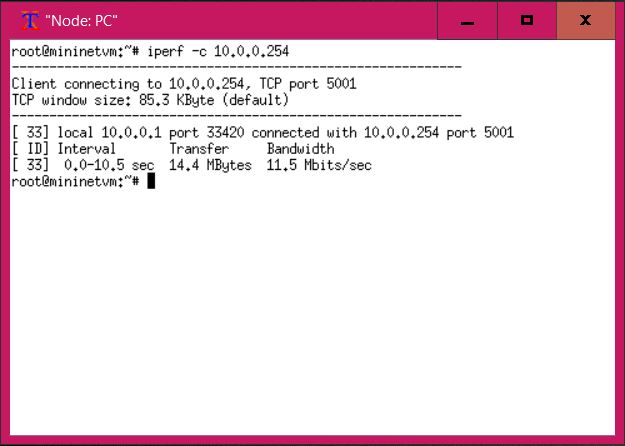 "Node: PC"
root@mininetvm:~# iperf -c 10.0.0.254
------------------------------------------------------------
Client connecting to 10.0.0.254, TCP port 5001
TCP window size: 85.3 KByte (default)
------------------------------------------------------------
[ 33] local 10.0.0.1 port 33420 connected with 10.0.0.254 port 5001
[ ID] Interval       Transfer     Bandwidth
[ 33]  0.0-10.5 sec  14.4 MBytes  11.5 Mbits/sec
root@mininetvm:~#